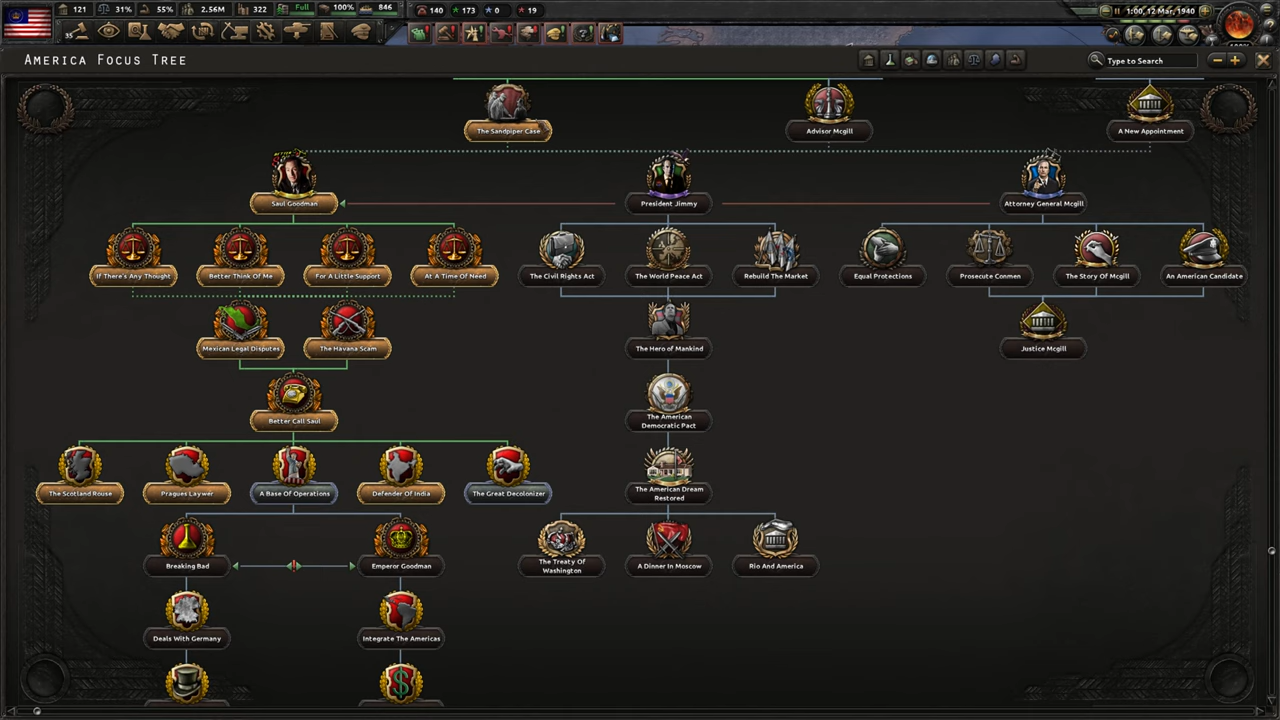 121 31% 55% 2.56M 322 Full 100% 846 140 173 0 19 1:00, 12 Mar, 1940
35
America Focus Tree
Type to Search
The Sandpiper Case
Advisor Mcgill
A New Appointment
Saul Goodman
President Jimmy
Attorney General Mcgill
If There's Any Thought
Better Think Of Me
For A Little Support
At A Time Of Need
The Civil Rights Act
The World Peace Act
Rebuild The Market
Equal Protections
Prosecute Conmen
The Story Of Mcgill
An American Candidate
Mexican Legal Disputes
The Havana Scam
The Hero of Mankind
Justice Mcgill
Better Call Saul
The American
Democratic Pact
The Scotland Rouse
Pragues Laywer
A Base Of Operations
Defender Of India
The Great Decolonizer
The American Dream
Restored
Breaking Bad
Emperor Goodman
The Treaty Of
Washington
A Dinner In Moscow
Rio And America
Deals With Germany
Integrate The Americas